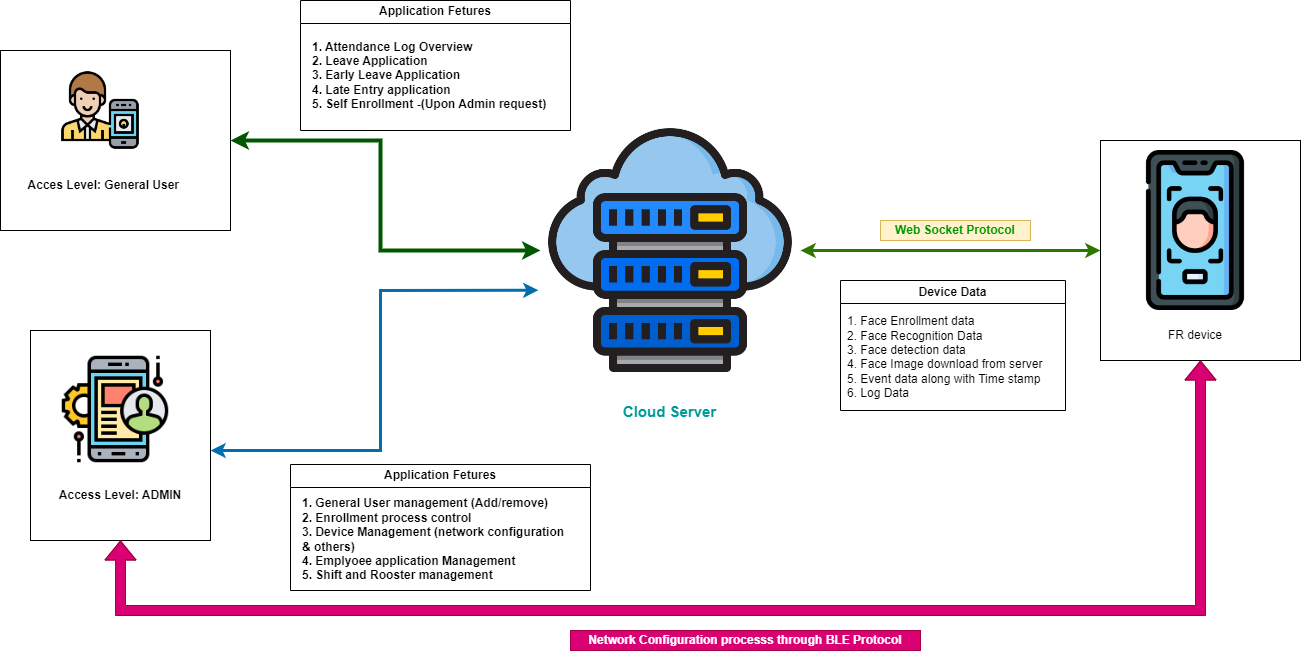 Application Fetures
1. Attendance Log Overview
2. Leave Application
3. Early Leave Application
4. Late Entry application
5. Self Enrollment -(Upon Admin request)
Acces Level: General User
Cloud Server
Web Socket Protocol
Device Data
1. Face Enrollment data
2. Face Recognition Data
3. Face detection data
4. Face Image download from server
5. Event data along with Time stamp
6. Log Data
FR device
Access Level: ADMIN
Application Fetures
1. General User management (Add/remove)
2. Enrollment process control
3. Device Management (network configuration
& others)
4. Emplyoee application Management
5. Shift and Rooster management
Network Configuration processs through BLE Protocol